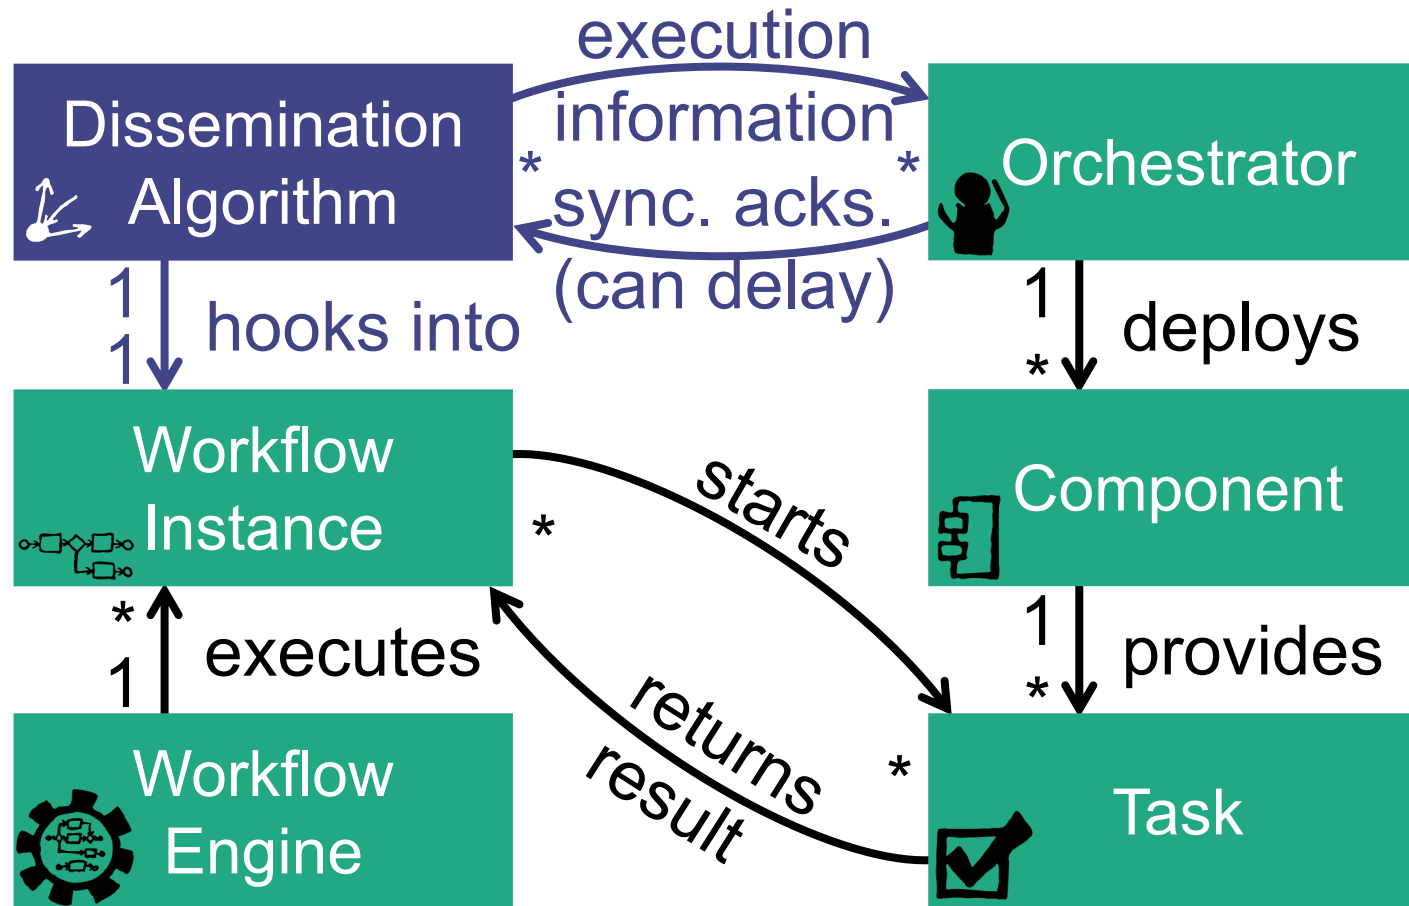 execution
information
* *
sync. acks.
(can delay)
Dissemination
Algorithm
Orchestrator
1
1
hooks into
1
*
deploys
Workflow
Instance
*
starts
Component
*
1
executes
returns
result
*
1
*
provides
Workflow
Engine
Task